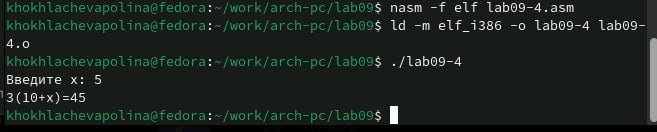 khokhlachevapolina@fedora:~/work/arch-pc/lab09$ nasm -f elf lab09-4.asm
khokhlachevapolina@fedora:~/work/arch-pc/lab09$ ld -m elf_i386 -o lab09-4 lab09-
4.o
khokhlachevapolina@fedora:~/work/arch-pc/lab09$ ./lab09-4
Введите x: 5
3(10+x)=45
khokhlachevapolina@fedora:~/work/arch-pc/lab09$